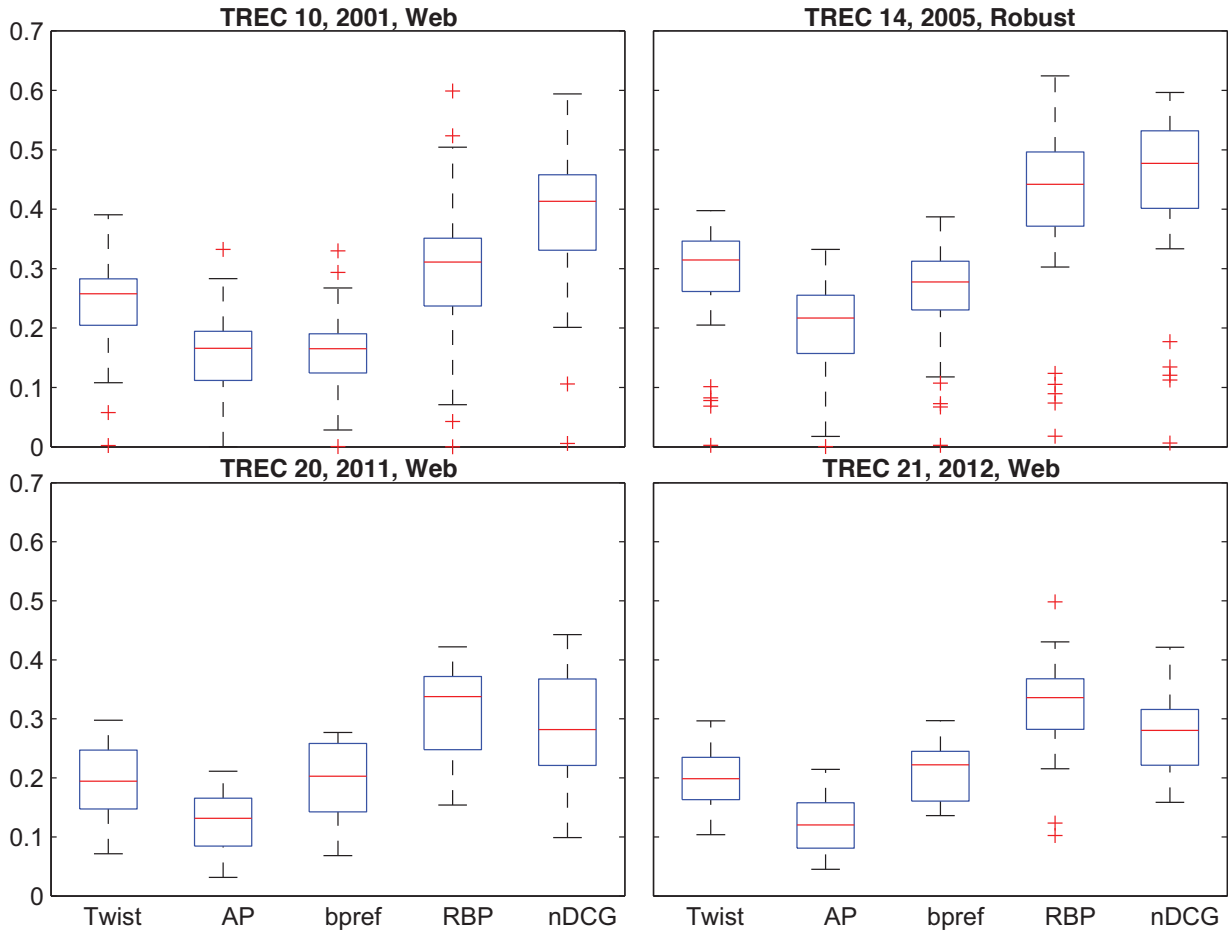 TREC 10, 2001, Web
TREC 14, 2005, Robust
0.7
0.6
0.5
0.4
0.3
0.2
0.1
0
TREC 20, 2011, Web
TREC 21, 2012, Web
0.7
0.6
0.5
0.4
0.3
0.2
0.1
0
Twist AP bpref RBP nDCG
Twist AP bpref RBP nDCG